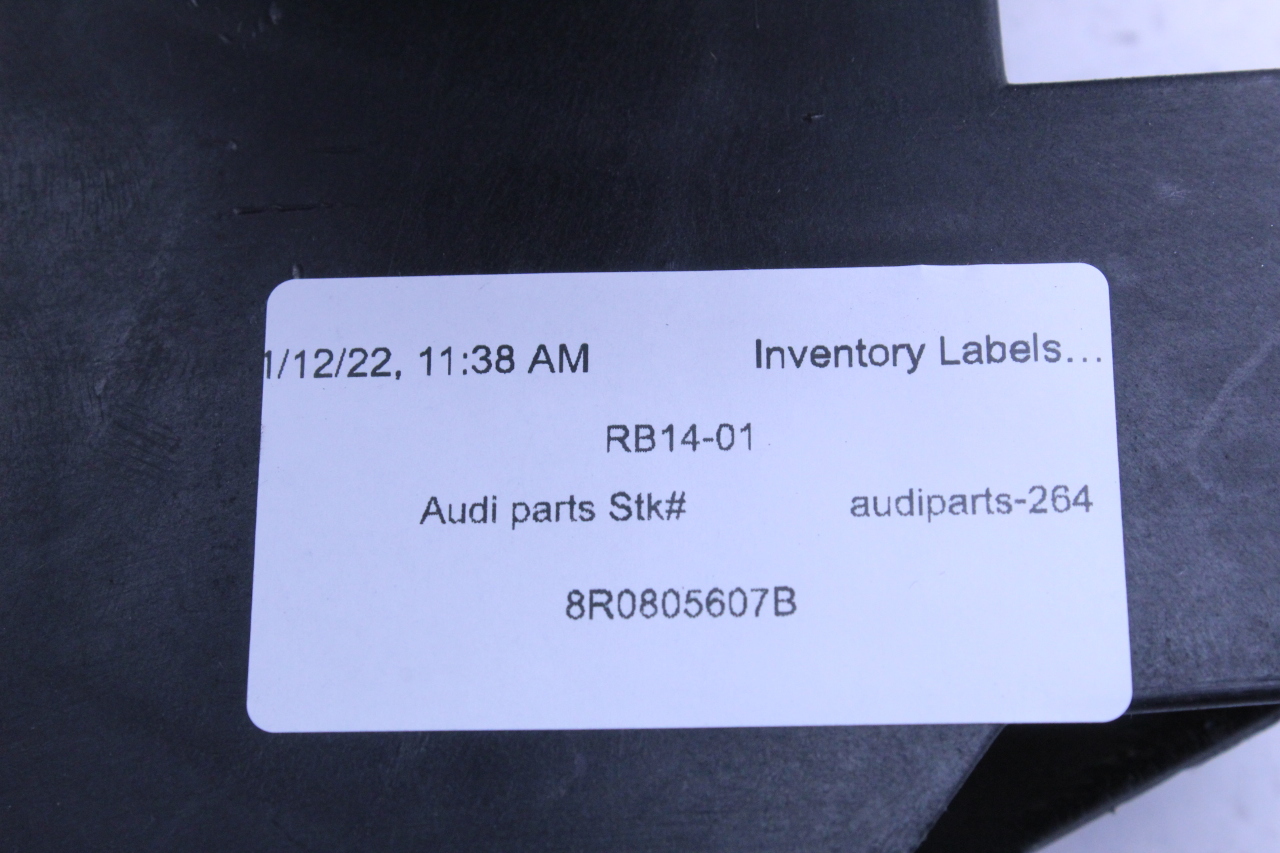 1/12/22, 11:38 AM Inventory Labels...
RB14-01
Audi parts Stk# audiparts-264
8R0805607B